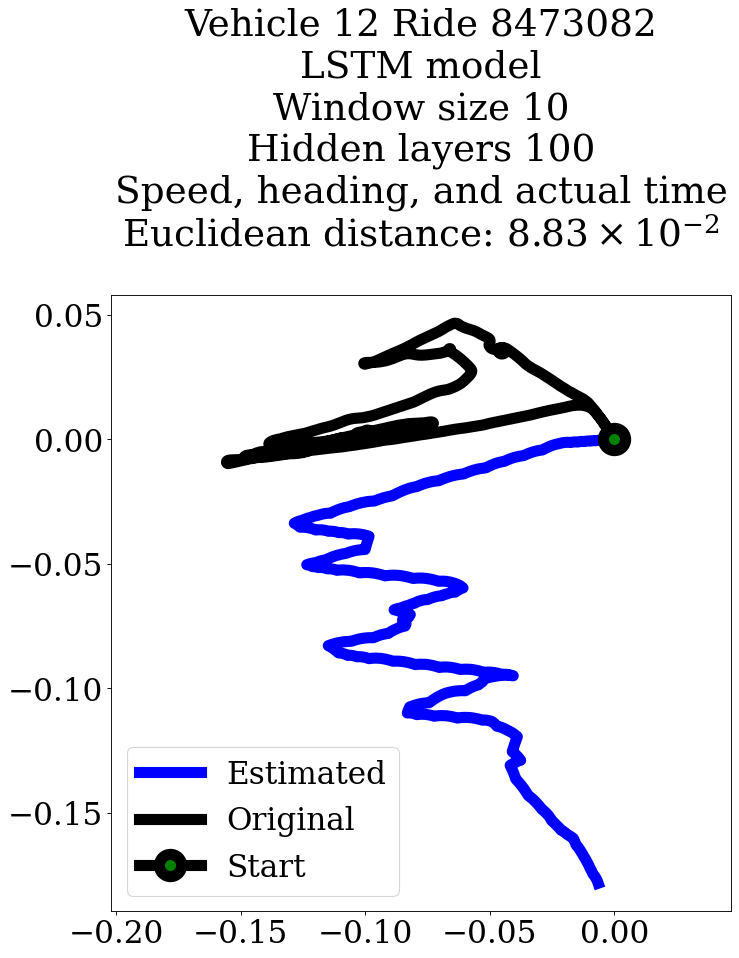 Vehicle 12 Ride 8473082
LSTM model
Window size 10
Hidden layers 100
Speed, heading, and actual time
Euclidean distance: 8.83 × 10⁻²
0.05
0.00
−0.05
−0.10
−0.15
Estimated
Original
Start
−0.20 −0.15 −0.10 −0.05 0.00